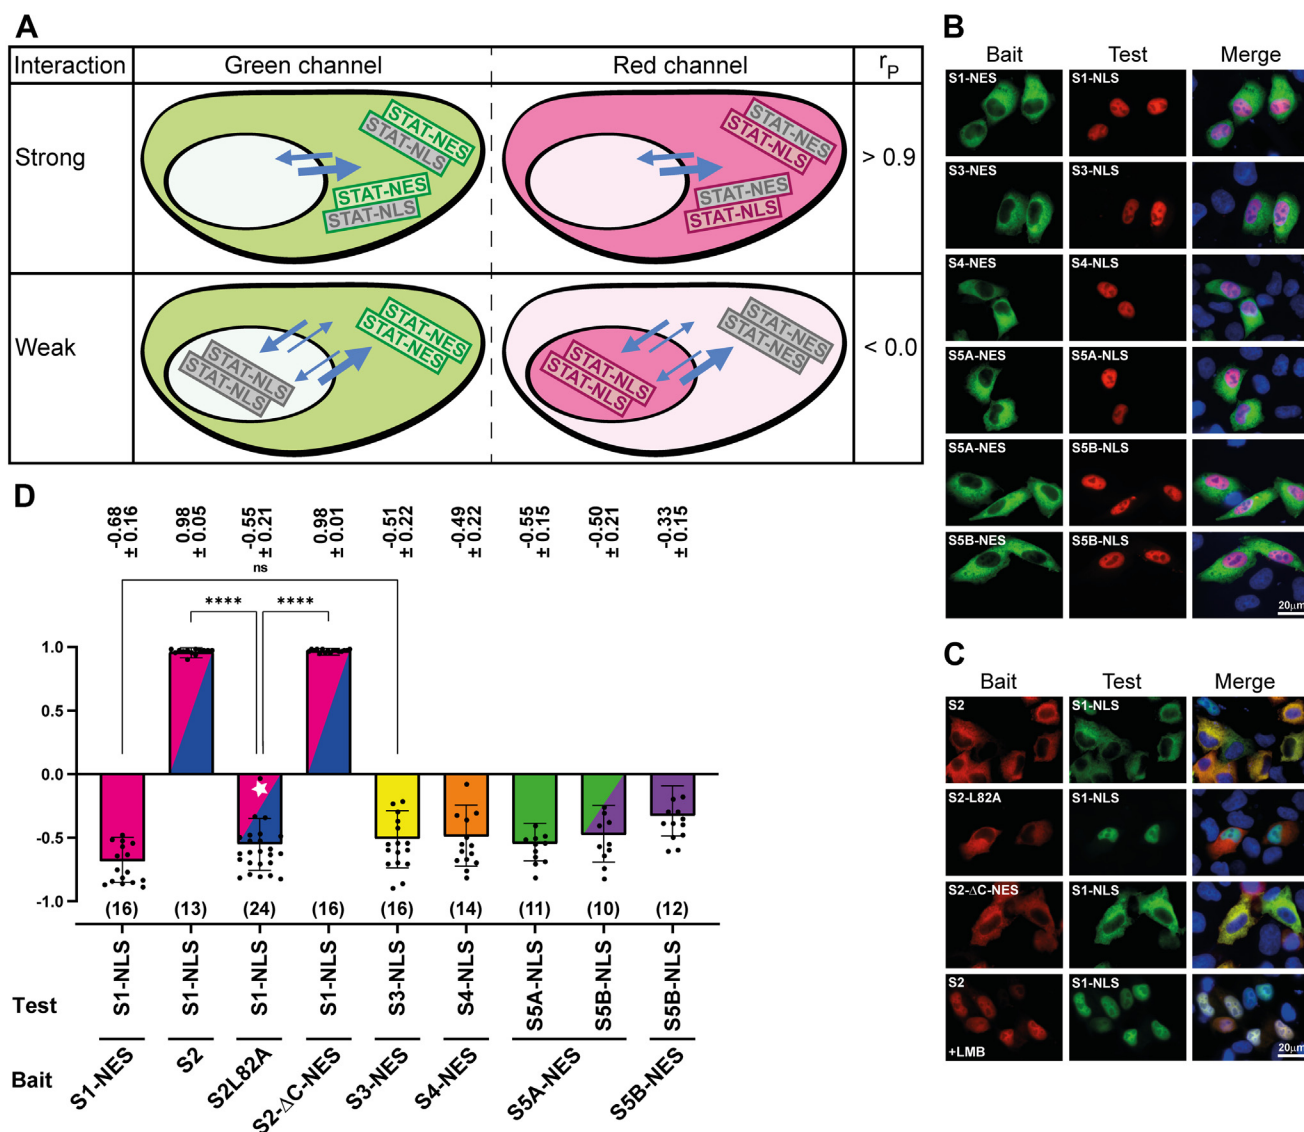 A
Interaction Green channel Red channel rP
Strong
STAT-NES
STAT-NLS
STAT-NES
STAT-NLS
STAT-NES
STAT-NLS
STAT-NES
STAT-NLS
> 0.9
Weak
STAT-NES
STAT-NES
STAT-NLS
STAT-NLS
STAT-NES
STAT-NES
STAT-NLS
STAT-NLS
< 0.0
B
Bait Test Merge
S1-NES S1-NLS
S3-NES S3-NLS
S4-NES S4-NLS
S5A-NES S5A-NLS
S5A-NES S5B-NLS
S5B-NES S5B-NLS
20µm
C
Bait Test Merge
S2 S1-NLS
S2-L82A S1-NLS
S2-ΔC-NES S1-NLS
S2 S1-NLS
+LMB
20µm
D
-0.68 ± 0.16
0.98 ± 0.05
-0.55 ± 0.21
0.98 ± 0.01
-0.51 ± 0.22
-0.49 ± 0.22
-0.55 ± 0.15
-0.50 ± 0.21
-0.33 ± 0.15
ns
**** ****
1.0
0.5
0.0
-0.5
-1.0
(16) (13) (24) (16) (16) (14) (11) (10) (12)
Test S1-NLS S1-NLS S1-NLS S1-NLS S3-NLS S4-NLS S5A-NLS S5B-NLS S5B-NLS
Bait S1-NES S2 S2L82A S2-ΔC-NES S3-NES S4-NES S5A-NES S5B-NES